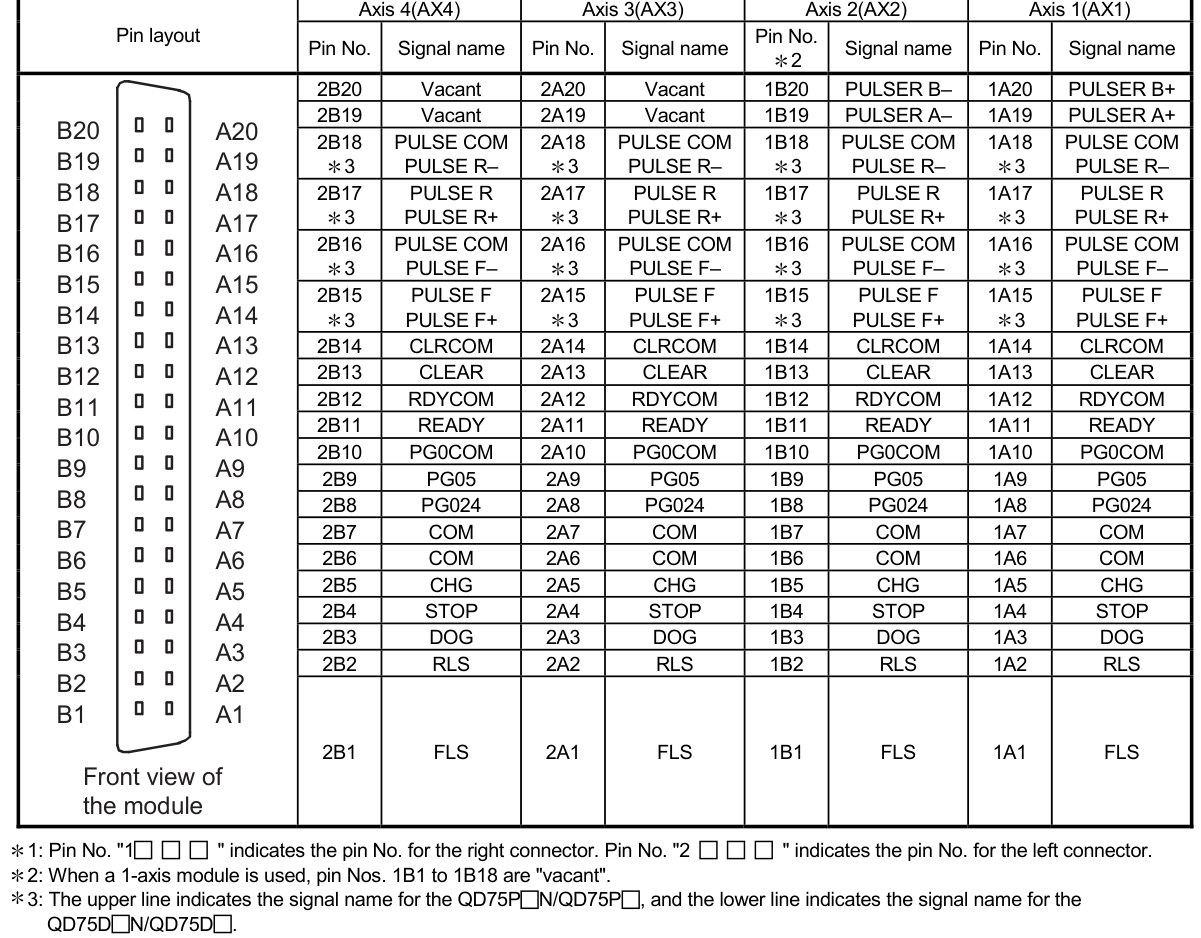 Pin layout
Axis 4(AX4) Axis 3(AX3) Axis 2(AX2) Axis 1(AX1)
Pin No. Signal name Pin No. Signal name Pin No. ∗2 Signal name Pin No. Signal name
2B20 Vacant 2A20 Vacant 1B20 PULSER B– 1A20 PULSER B+
2B19 Vacant 2A19 Vacant 1B19 PULSER A– 1A19 PULSER A+
2B18 PULSE COM 2A18 PULSE COM 1B18 PULSE COM 1A18 PULSE COM
∗3 PULSE R– ∗3 PULSE R– ∗3 PULSE R– ∗3 PULSE R–
2B17 PULSE R 2A17 PULSE R 1B17 PULSE R 1A17 PULSE R
∗3 PULSE R+ ∗3 PULSE R+ ∗3 PULSE R+ ∗3 PULSE R+
2B16 PULSE COM 2A16 PULSE COM 1B16 PULSE COM 1A16 PULSE COM
∗3 PULSE F– ∗3 PULSE F– ∗3 PULSE F– ∗3 PULSE F–
2B15 PULSE F 2A15 PULSE F 1B15 PULSE F 1A15 PULSE F
∗3 PULSE F+ ∗3 PULSE F+ ∗3 PULSE F+ ∗3 PULSE F+
2B14 CLRCOM 2A14 CLRCOM 1B14 CLRCOM 1A14 CLRCOM
2B13 CLEAR 2A13 CLEAR 1B13 CLEAR 1A13 CLEAR
2B12 RDYCOM 2A12 RDYCOM 1B12 RDYCOM 1A12 RDYCOM
2B11 READY 2A11 READY 1B11 READY 1A11 READY
2B10 PG0COM 2A10 PG0COM 1B10 PG0COM 1A10 PG0COM
2B9 PG05 2A9 PG05 1B9 PG05 1A9 PG05
2B8 PG024 2A8 PG024 1B8 PG024 1A8 PG024
2B7 COM 2A7 COM 1B7 COM 1A7 COM
2B6 COM 2A6 COM 1B6 COM 1A6 COM
2B5 CHG 2A5 CHG 1B5 CHG 1A5 CHG
2B4 STOP 2A4 STOP 1B4 STOP 1A4 STOP
2B3 DOG 2A3 DOG 1B3 DOG 1A3 DOG
2B2 RLS 2A2 RLS 1B2 RLS 1A2 RLS
2B1 FLS 2A1 FLS 1B1 FLS 1A1 FLS
B20 A20
B19 A19
B18 A18
B17 A17
B16 A16
B15 A15
B14 A14
B13 A13
B12 A12
B11 A11
B10 A10
B9 A9
B8 A8
B7 A7
B6 A6
B5 A5
B4 A4
B3 A3
B2 A2
B1 A1
Front view of
the module
∗1: Pin No. "1□ □ □ " indicates the pin No. for the right connector. Pin No. "2 □ □ □ " indicates the pin No. for the left connector.
∗2: When a 1-axis module is used, pin Nos. 1B1 to 1B18 are "vacant".
∗3: The upper line indicates the signal name for the QD75P□N/QD75P□, and the lower line indicates the signal name for the
QD75D□N/QD75D□.